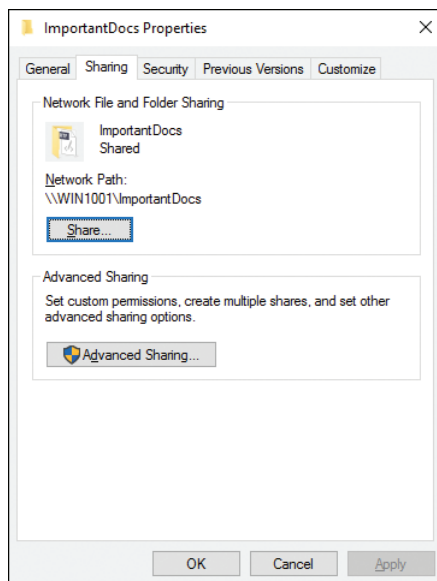 ImportantDocs Properties
General Sharing Security Previous Versions Customize
Network File and Folder Sharing
ImportantDocs
Shared
Network Path:
\\WIN1001\ImportantDocs
Share...
Advanced Sharing
Set custom permissions, create multiple shares, and set other
advanced sharing options.
Advanced Sharing...
OK Cancel Apply